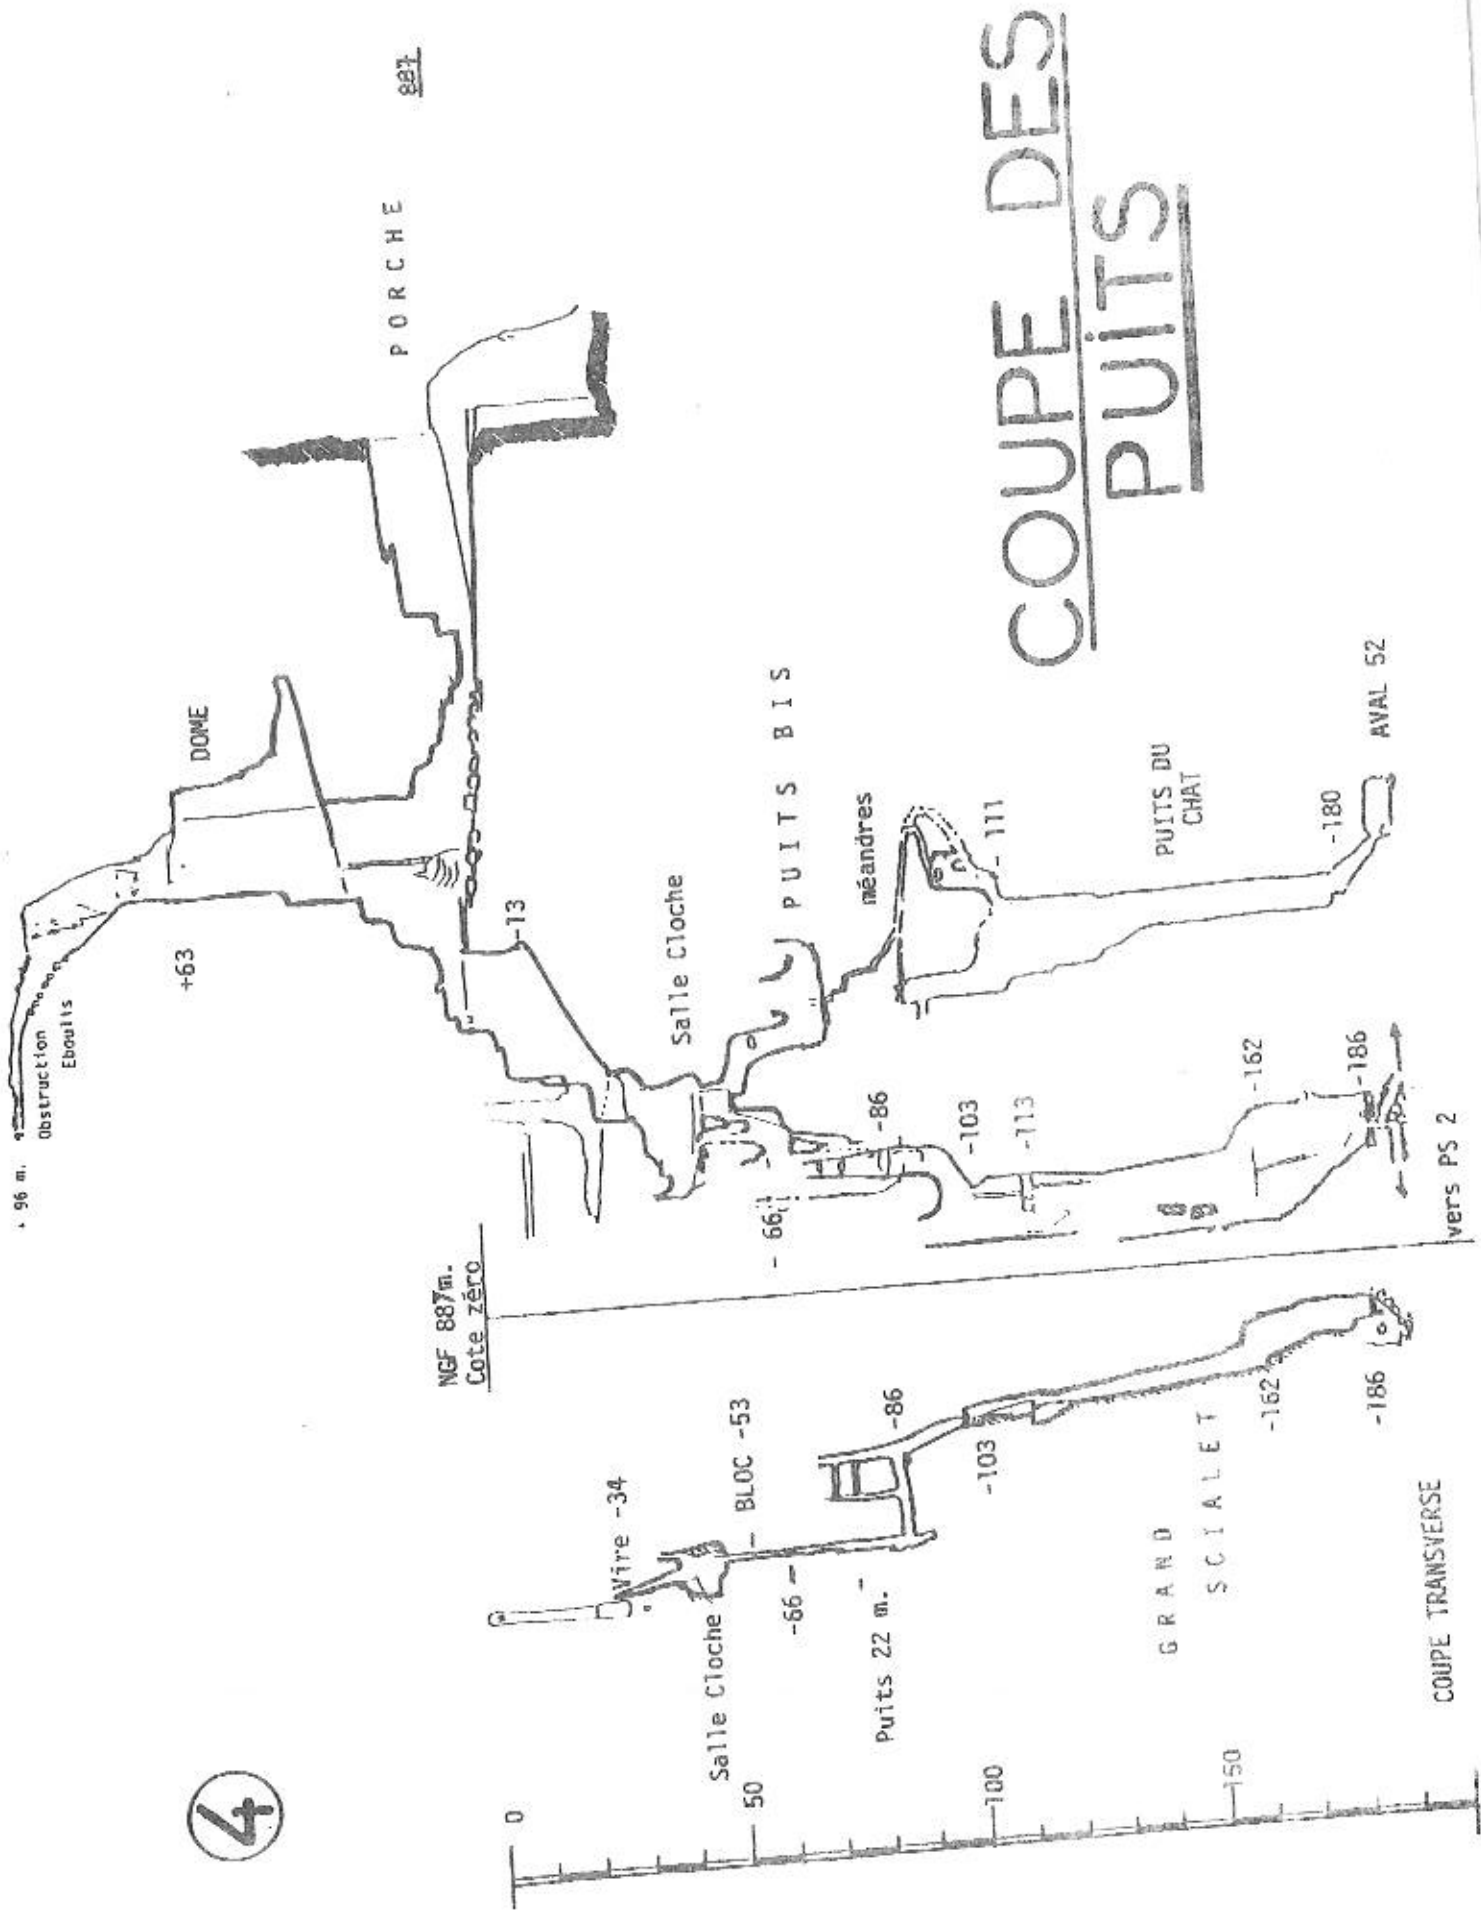 4
+ 96 m.
Obstruction
Eboulis
+63
DOME
PORCHE
887
NGF 887m.
Cote zéro
-13
Salle Cloche
PUITS BIS
méandres
- 111
PUITS DU
CHAT
-180
AVAL 52
- 66
-86
-103
-113
-162
-186
vers PS 2
Vire -34
BLOC -53
Salle Cloche
-66
Puits 22 m.
-86
-103
GRAND
SCIALET
-162
-186
COUPE TRANSVERSE
0
50
100
150
COUPE DES
PUiTS